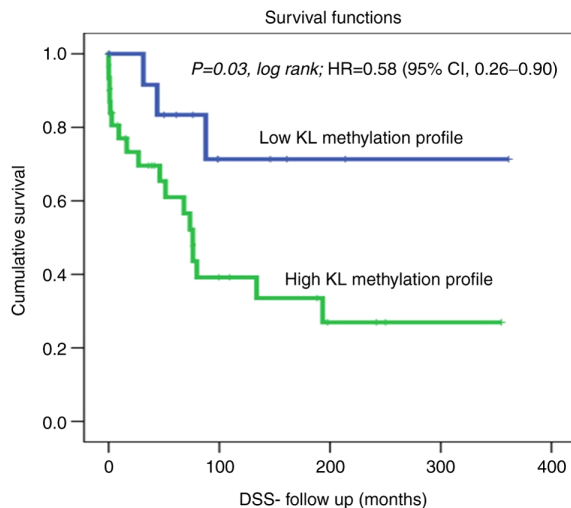 Survival functions
P=0.03, log rank; HR=0.58 (95% CI, 0.26–0.90)
Low KL methylation profile
High KL methylation profile
Cumulative survival
1.0
0.8
0.6
0.4
0.2
0.0
0 100 200 300 400
DSS- follow up (months)